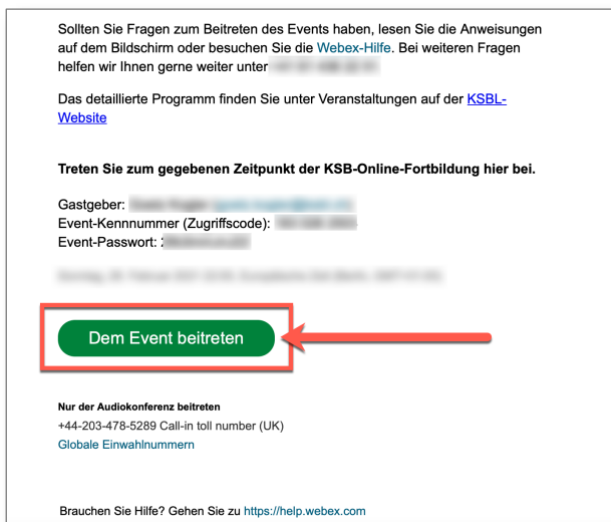 Sollten Sie Fragen zum Beitreten des Events haben, lesen Sie die Anweisungen
auf dem Bildschirm oder besuchen Sie die Webex-Hilfe. Bei weiteren Fragen
helfen wir Ihnen gerne weiter unter
Das detaillierte Programm finden Sie unter Veranstaltungen auf der KSBL-
Website
Treten Sie zum gegebenen Zeitpunkt der KSB-Online-Fortbildung hier bei.
Gastgeber:
Event-Kennnummer (Zugriffscode):
Event-Passwort:
Dem Event beitreten
Nur der Audiokonferenz beitreten
+44-203-478-5289 Call-in toll number (UK)
Globale Einwahlnummern
Brauchen Sie Hilfe? Gehen Sie zu https://help.webex.com